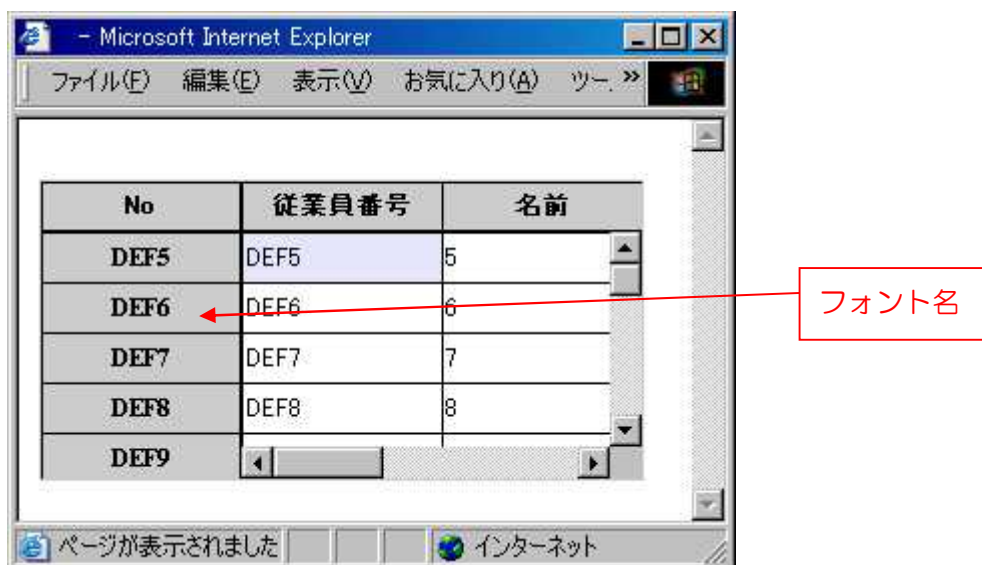 - Microsoft Internet Explorer
ファイル(F) 編集(E) 表示(V) お気に入り(A) ツー. »
No 従業員番号 名前
DEF5 DEF5 5
DEF6 DEF6 6
フォント名
DEF7 DEF7 7
DEF8 DEF8 8
DEF9
ページが表示されました インターネット